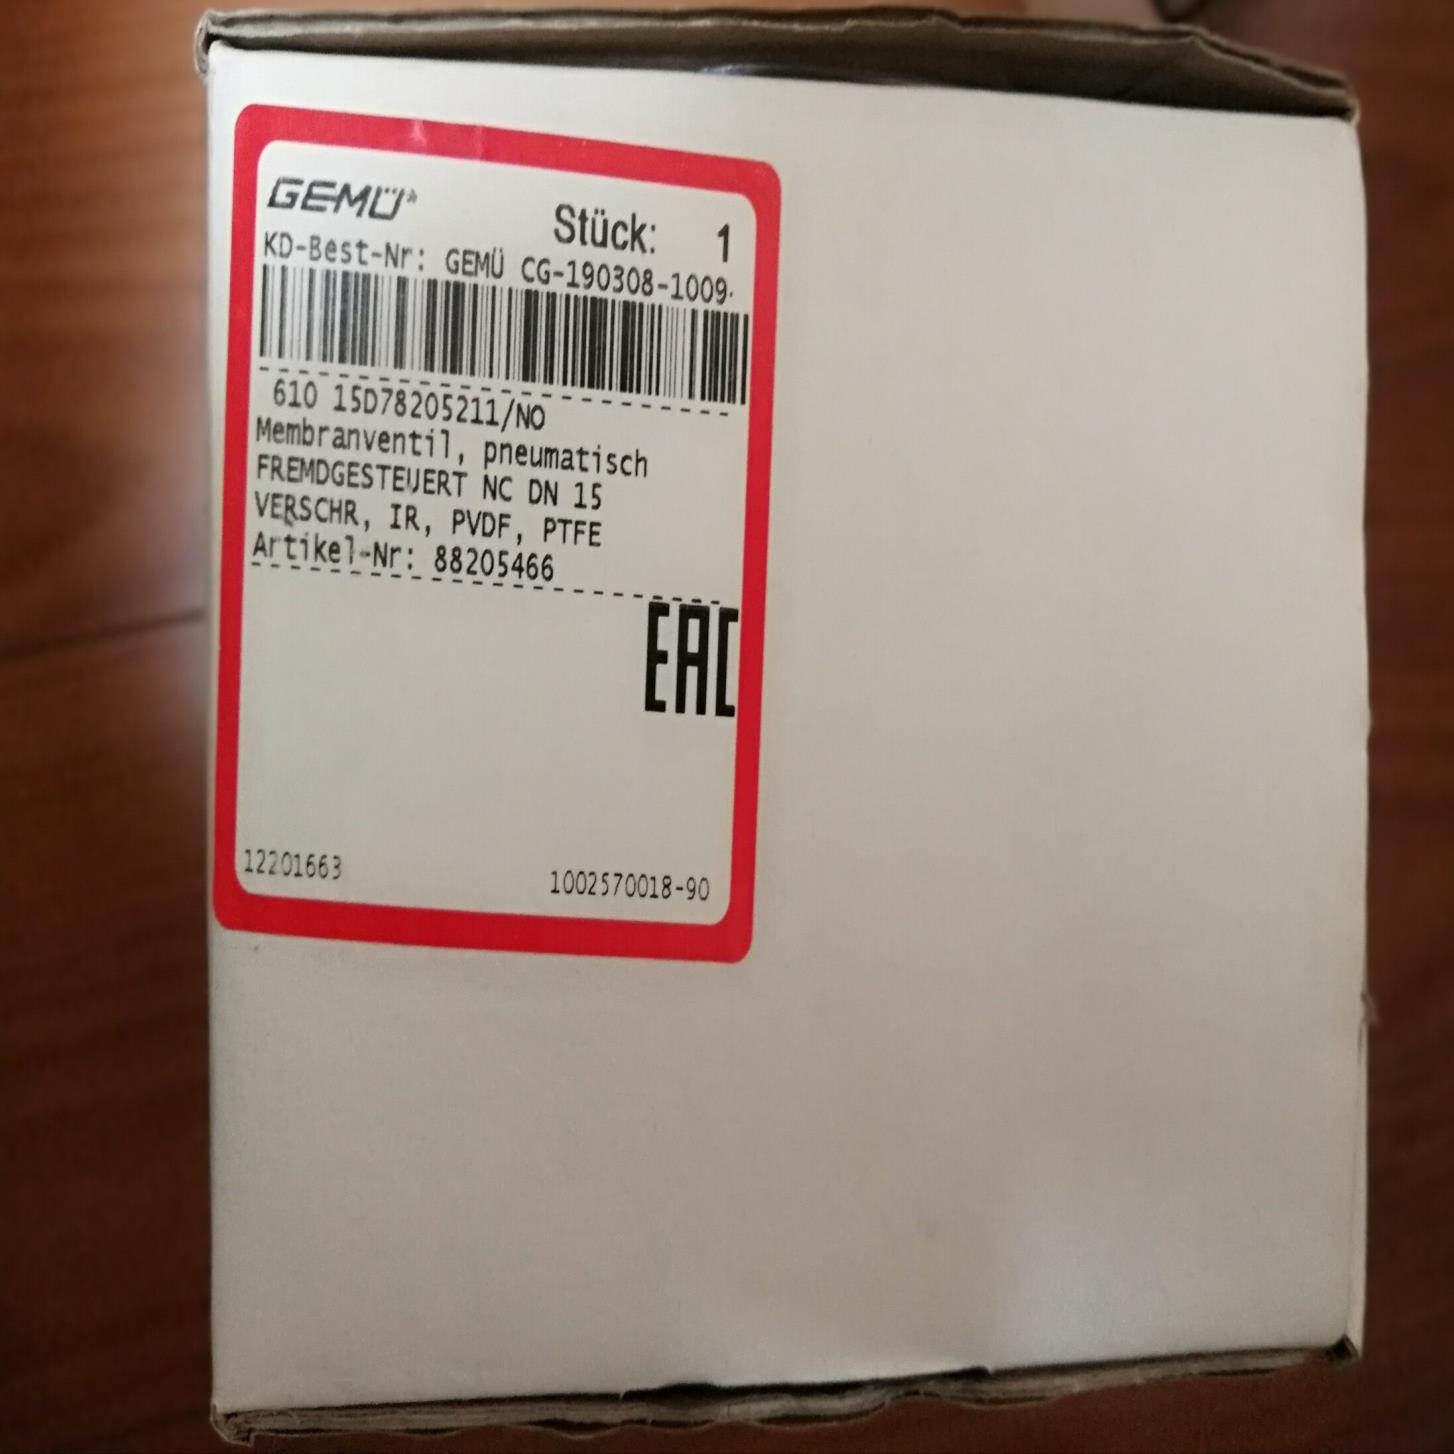 GEMÜ®
Stück: 1
KD-Best-Nr: GEMÜ CG-190308-1009-
610 15D78205211/NO
Membranventil, pneumatisch
FREMDGESTEUERT NC DN 15
VERSCHR, IR, PVDF, PTFE
Artikel-Nr: 88205466
EAC
12201663 1002570018-90